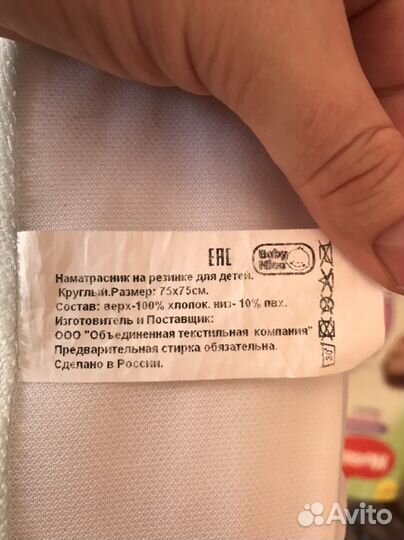 EAC Baby Nice
Наматрасник на резинке для детей.
Круглый.Размер: 75х75см.
Состав: верх-100% хлопок. низ- 10% пвх.
Изготовитель и Поставщик:
ООО "Объединенная текстильная компания"
Предварительная стирка обязательна.
Сделано в России.
30
Avito